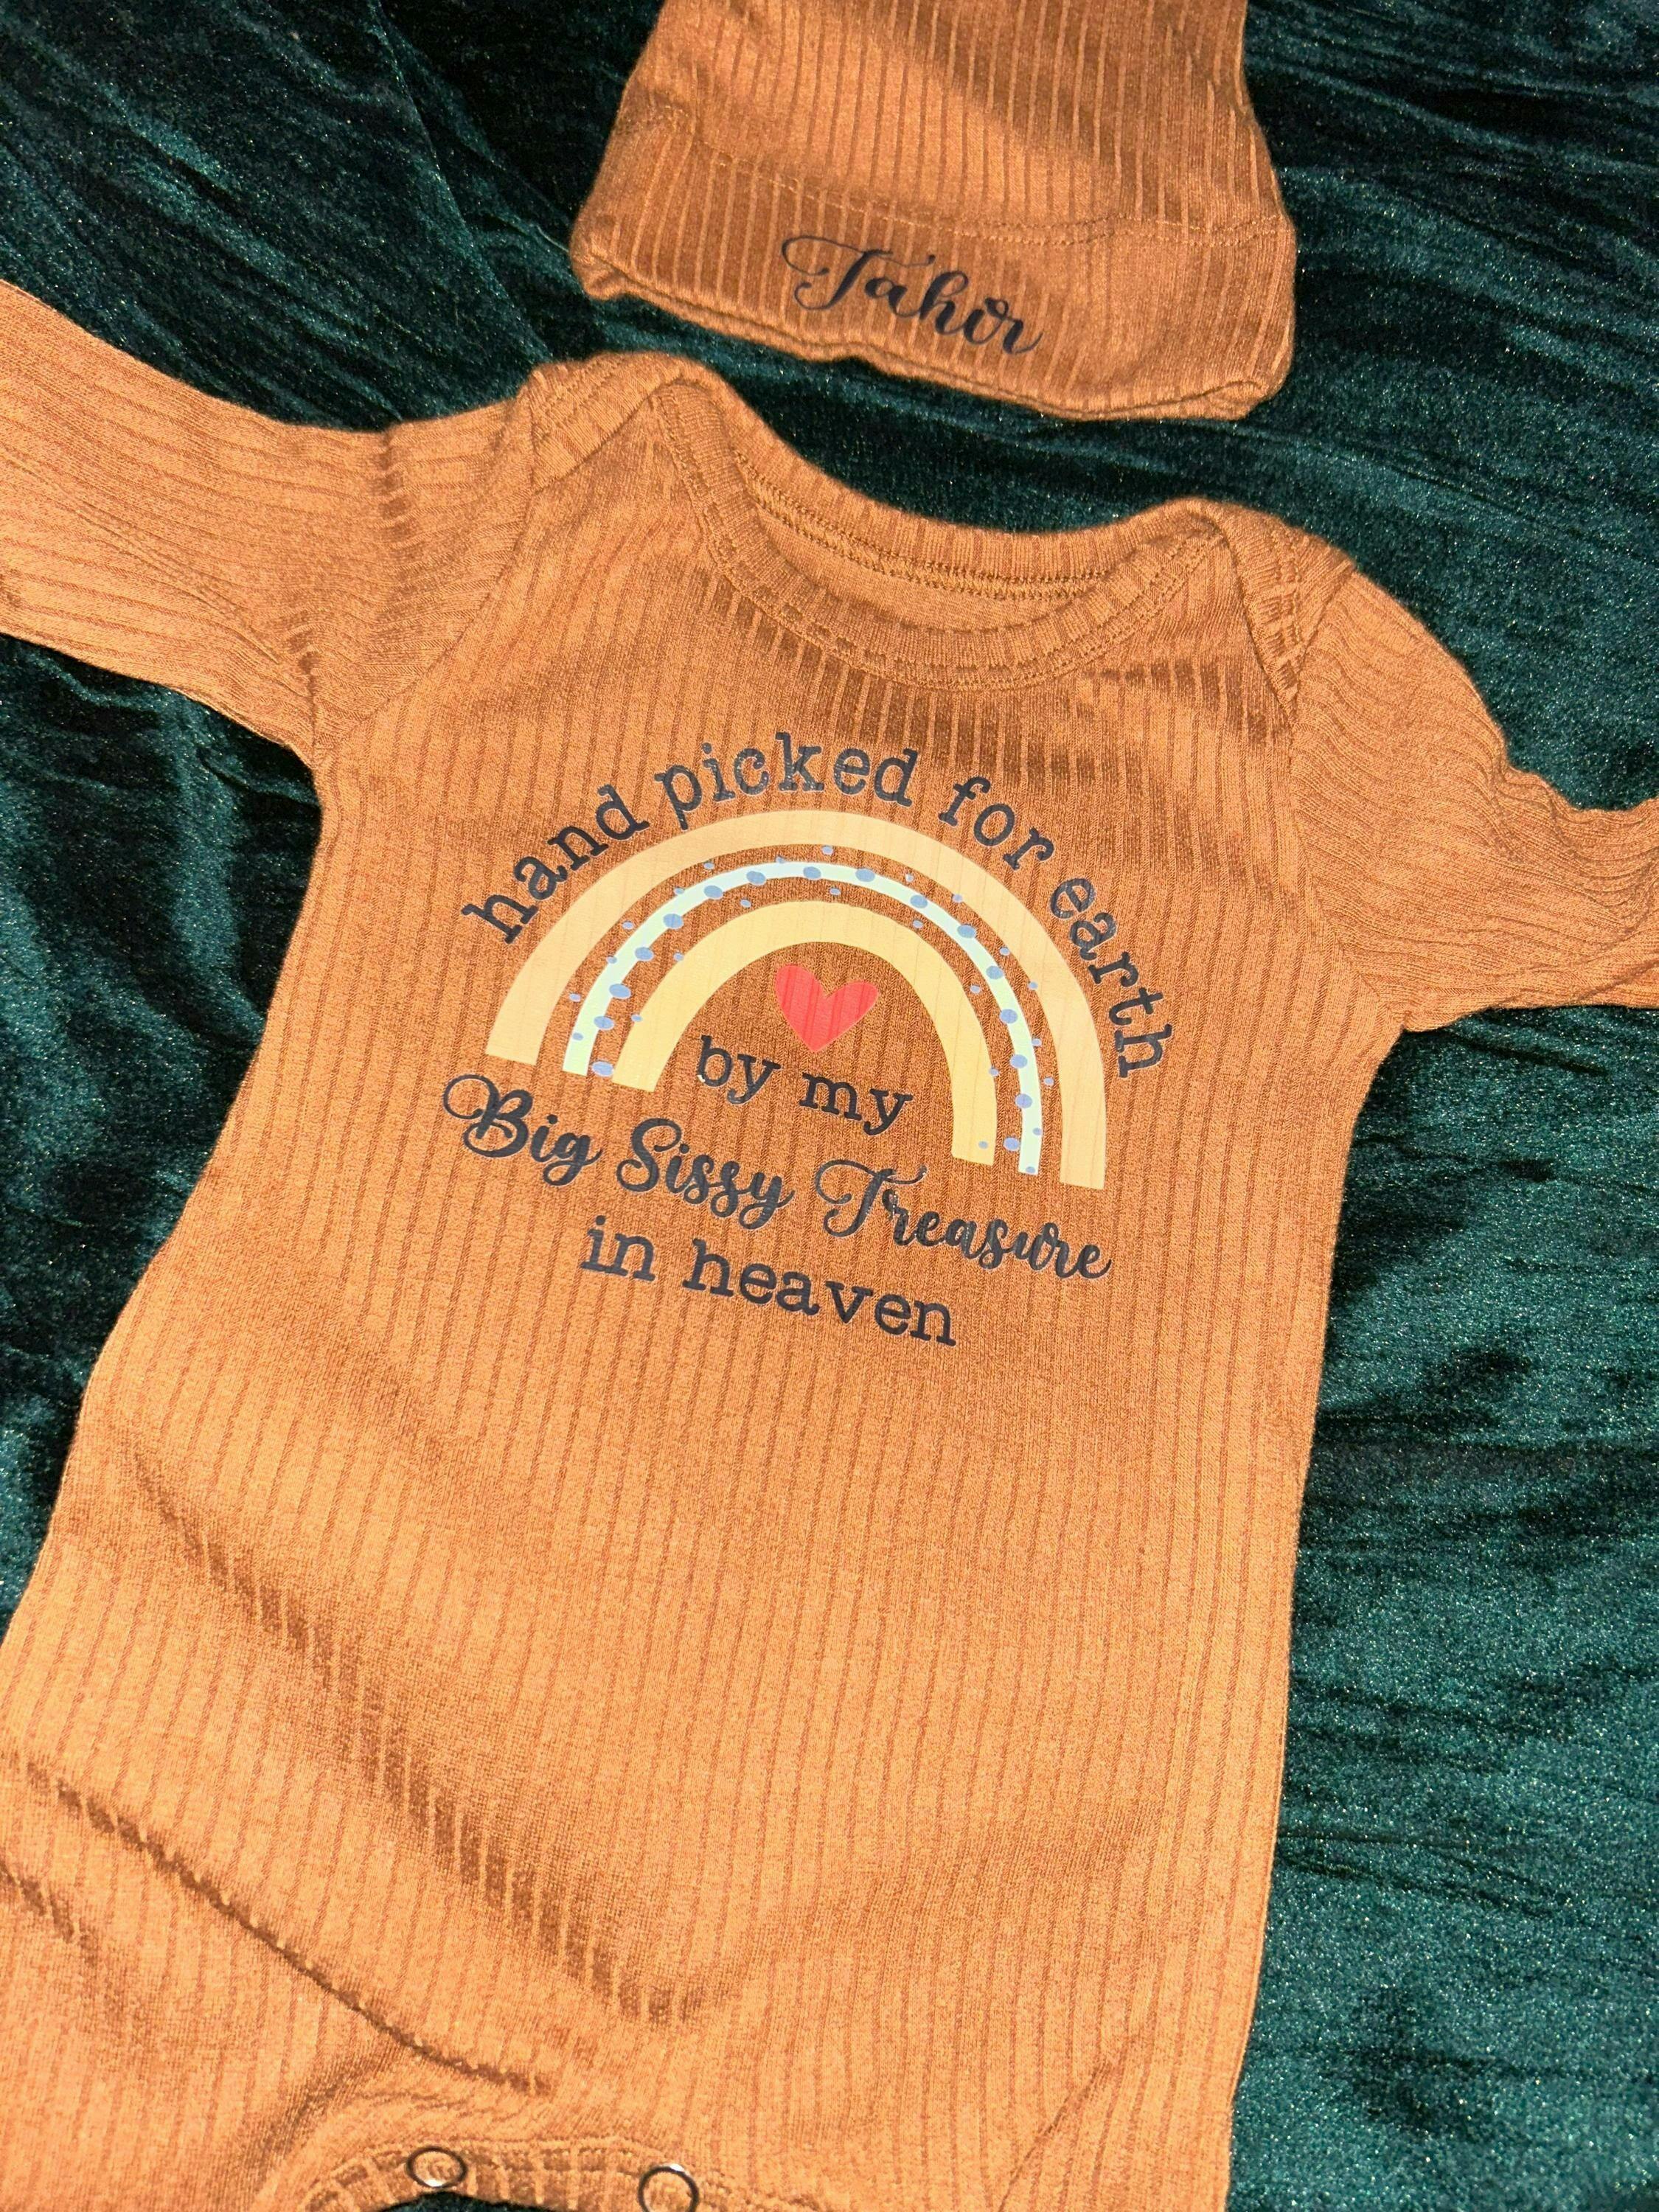 Tahir
hand picked for earth
by my
Big Sissy Treasure
in heaven